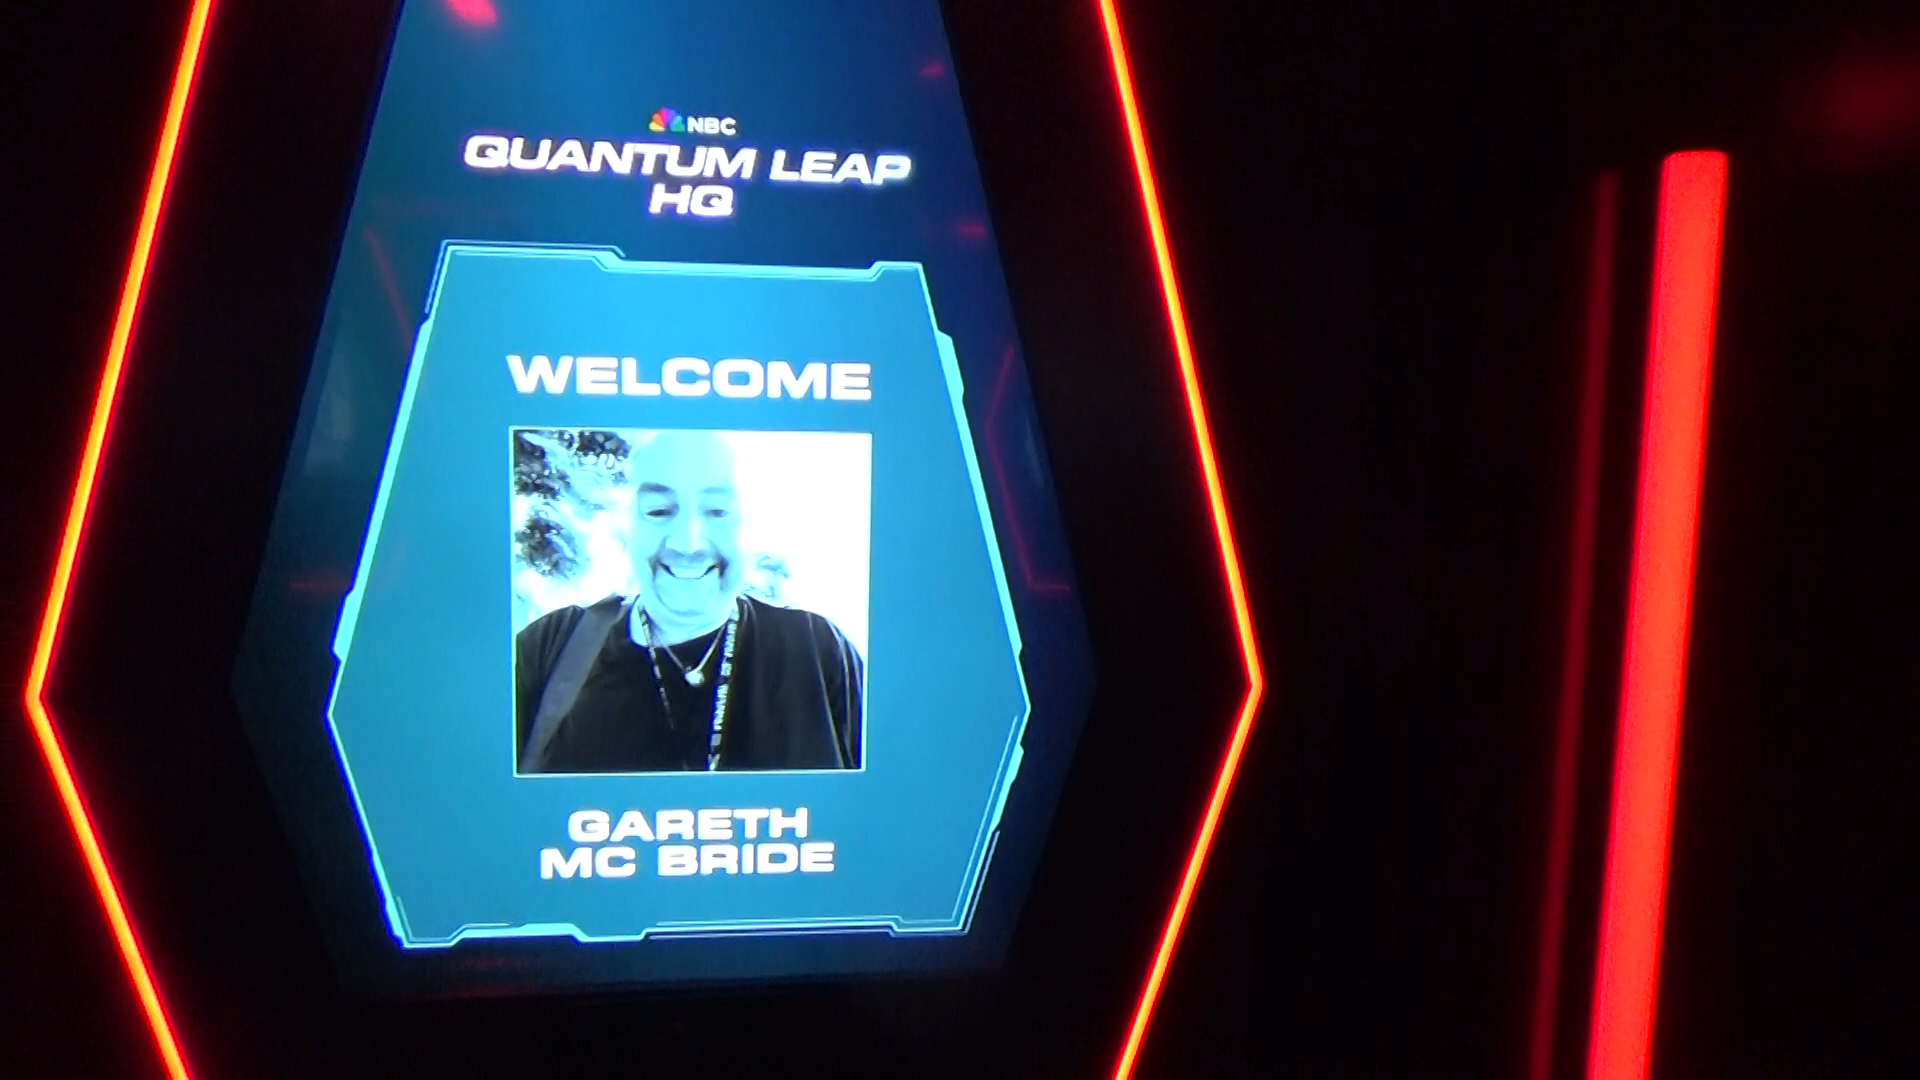 NBC
QUANTUM LEAP
HQ
WELCOME
GARETH
MC BRIDE